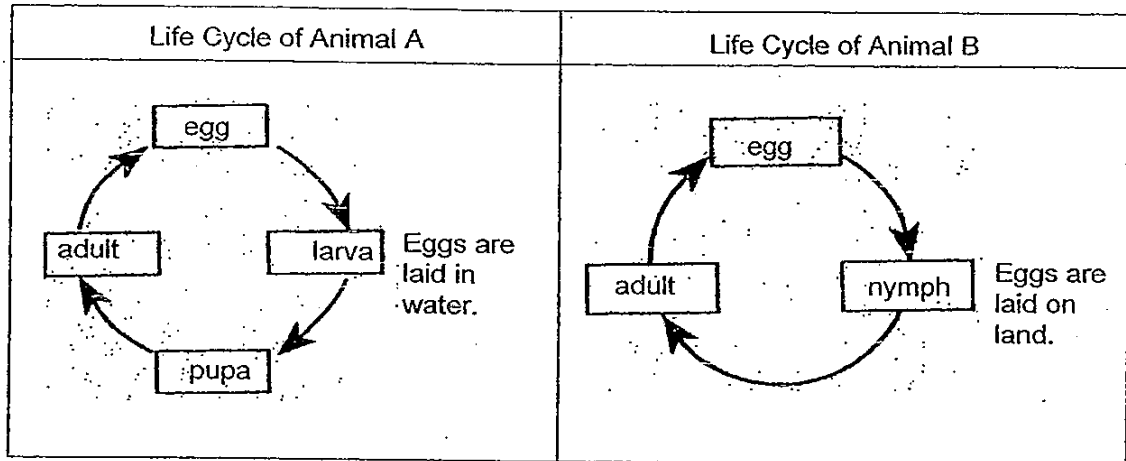 Life Cycle of Animal A
egg
adult
larva
Eggs are
laid in
water.
pupa
Life Cycle of Animal B
egg
adult
nymph
Eggs are
laid on
land.